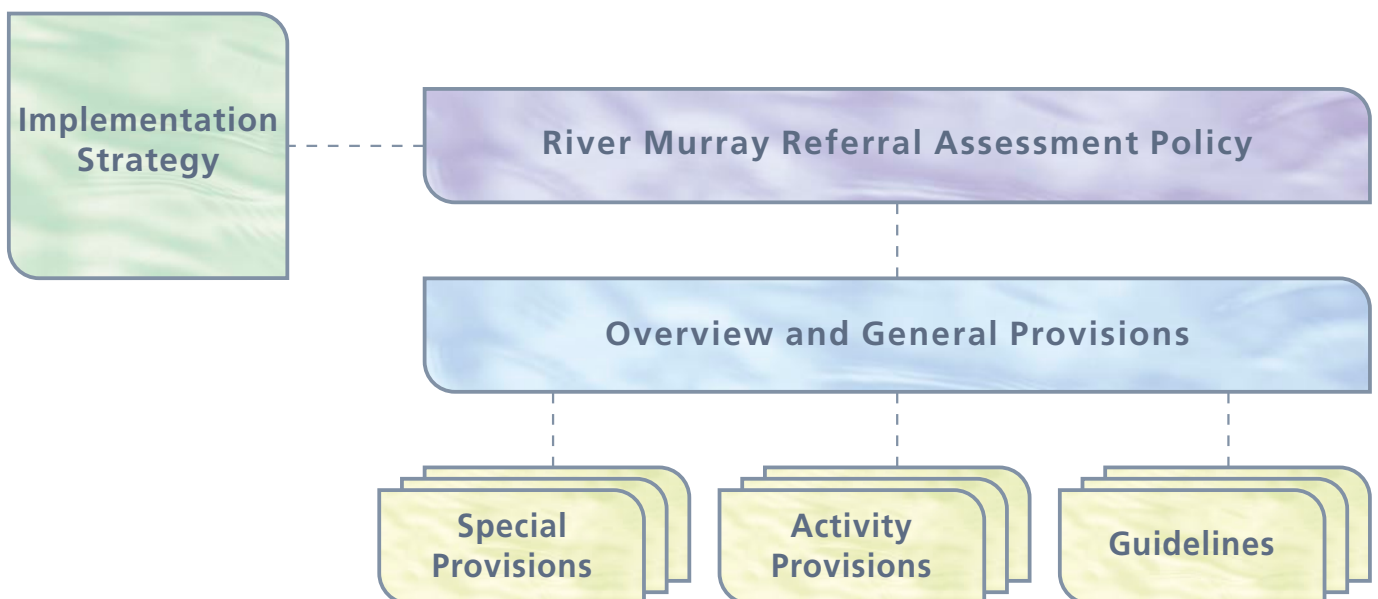 Implementation
Strategy
River Murray Referral Assessment Policy
Overview and General Provisions
Special
Provisions
Activity
Provisions
Guidelines